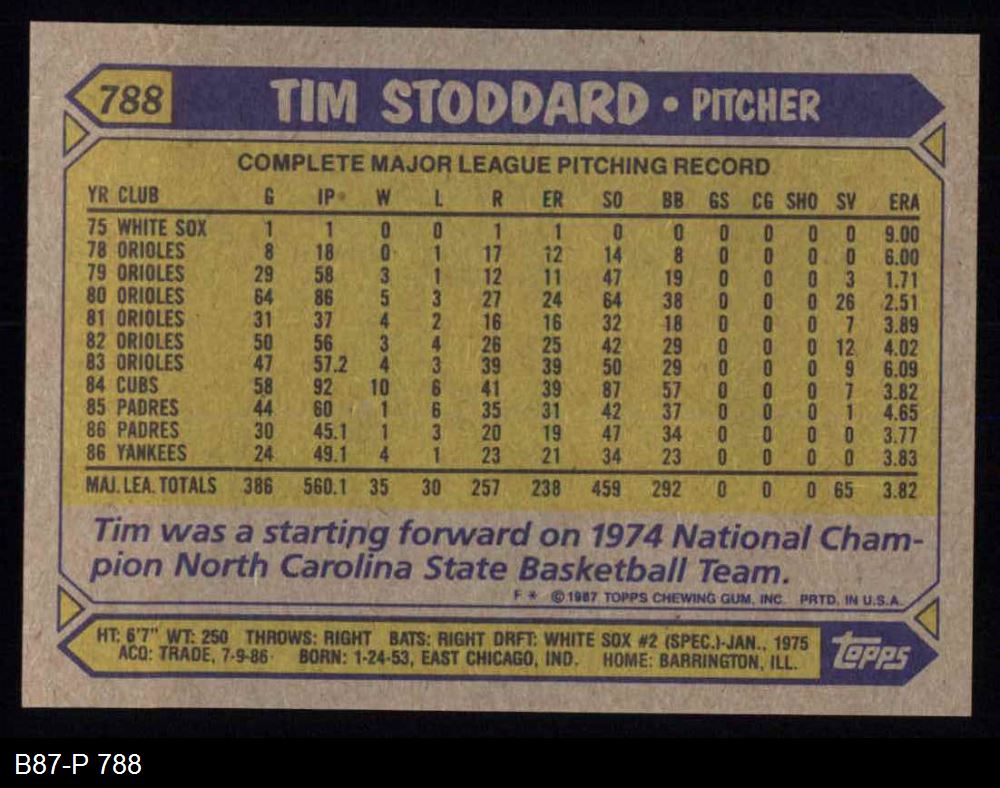 788 TIM STODDARD • PITCHER
COMPLETE MAJOR LEAGUE PITCHING RECORD
YR CLUB G IP W L R ER SO BB GS CG SHO SV ERA
75 WHITE SOX 1 1 0 0 1 1 0 0 0 0 0 0 9.00
78 ORIOLES 8 18 0 1 17 12 14 8 0 0 0 0 6.00
79 ORIOLES 29 58 3 1 12 11 47 19 0 0 0 3 1.71
80 ORIOLES 64 86 5 3 27 24 64 38 0 0 0 26 2.51
81 ORIOLES 31 37 4 2 16 16 32 18 0 0 0 7 3.89
82 ORIOLES 50 56 3 4 26 25 42 29 0 0 0 12 4.02
83 ORIOLES 47 57.2 4 3 39 39 50 29 0 0 0 9 6.09
84 CUBS 58 92 10 6 41 39 87 57 0 0 0 7 3.82
85 PADRES 44 60 1 6 35 31 42 37 0 0 0 1 4.65
86 PADRES 30 45.1 1 3 20 19 47 34 0 0 0 0 3.77
86 YANKEES 24 49.1 4 1 23 21 34 23 0 0 0 0 3.83
MAJ. LEA. TOTALS 386 560.1 35 30 257 238 459 292 0 0 0 65 3.82
Tim was a starting forward on 1974 National Cham-
pion North Carolina State Basketball Team.
F * © 1987 TOPPS CHEWING GUM, INC. PRTD. IN U.S.A.
HT: 6'7" WT: 250 THROWS: RIGHT BATS: RIGHT DRFT: WHITE SOX #2 (SPEC.)-JAN., 1975
ACQ: TRADE, 7-9-86 BORN: 1-24-53, EAST CHICAGO, IND. HOME: BARRINGTON, ILL.
TOPPS
B87-P 788